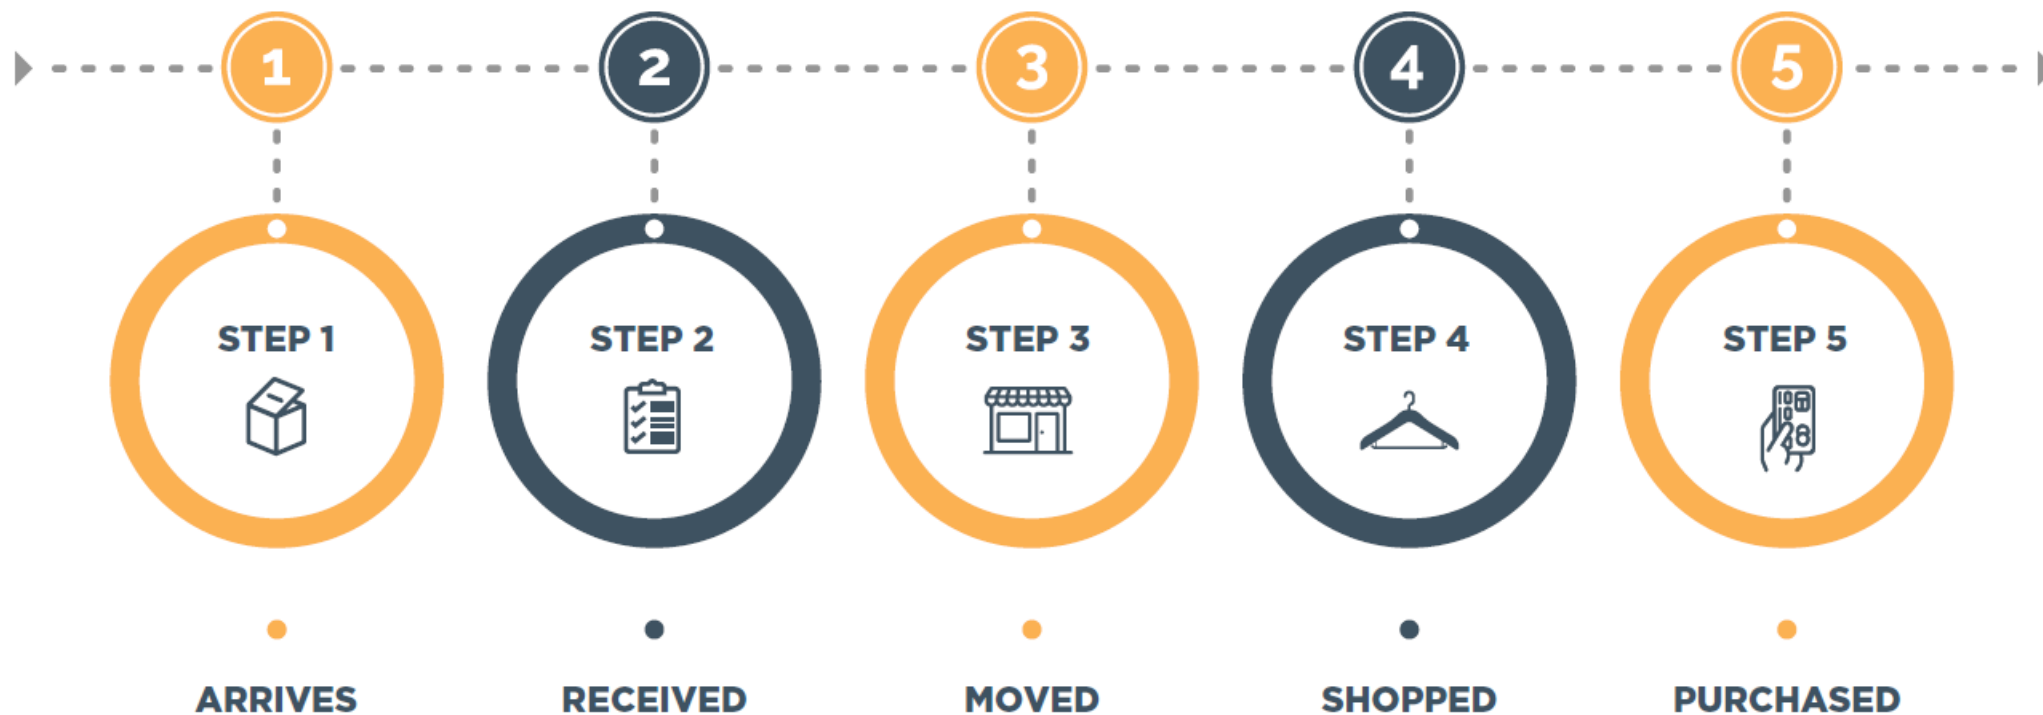 1 2 3 4 5
STEP 1 STEP 2 STEP 3 STEP 4 STEP 5
ARRIVES RECEIVED MOVED SHOPPED PURCHASED